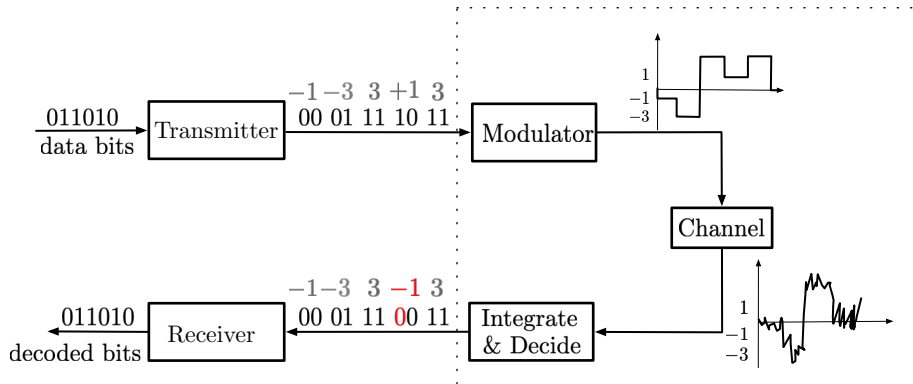 −1 −3 3 +1 3
011010
00 01 11 10 11
Transmitter
data bits
Modulator
1
−1
−3
Channel
−1 −3 3 −1 3
011010
00 01 11 00 11
Receiver
decoded bits
Integrate
& Decide
1
−1
−3